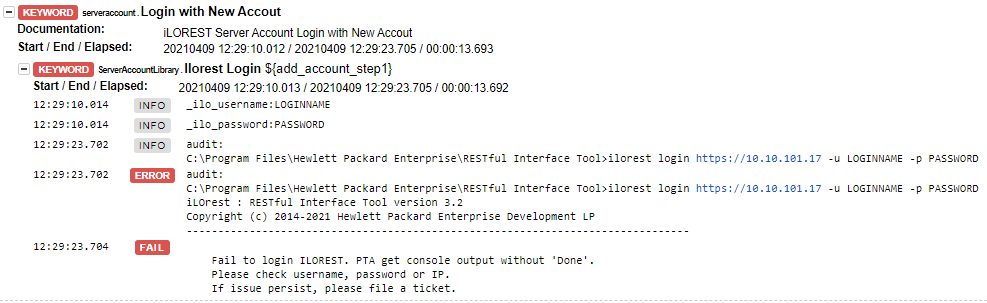 KEYWORD serveraccount.Login with New Accout
Documentation: iLOREST Server Account Login with New Accout
Start / End / Elapsed: 20210409 12:29:10.012 / 20210409 12:29:23.705 / 00:00:13.693
KEYWORD ServerAccountLibrary.Ilorest Login ${add_account_step1}
Start / End / Elapsed: 20210409 12:29:10.013 / 20210409 12:29:23.705 / 00:00:13.692
12:29:10.014 INFO _ilo_username:LOGINNAME
12:29:10.014 INFO _ilo_password:PASSWORD
12:29:23.702 INFO audit:
C:\Program Files\Hewlett Packard Enterprise\RESTful Interface Tool>ilorest login https://10.10.101.17 -u LOGINNAME -p PASSWORD
12:29:23.702 ERROR audit:
C:\Program Files\Hewlett Packard Enterprise\RESTful Interface Tool>ilorest login https://10.10.101.17 -u LOGINNAME -p PASSWORD
iLOrest : RESTful Interface Tool version 3.2
Copyright (c) 2014-2021 Hewlett Packard Enterprise Development LP
--------------------------------------------------------------------------------
12:29:23.704 FAIL
Fail to login ILOREST. PTA get console output without 'Done'.
Please check username, password or IP.
If issue persist, please file a ticket.